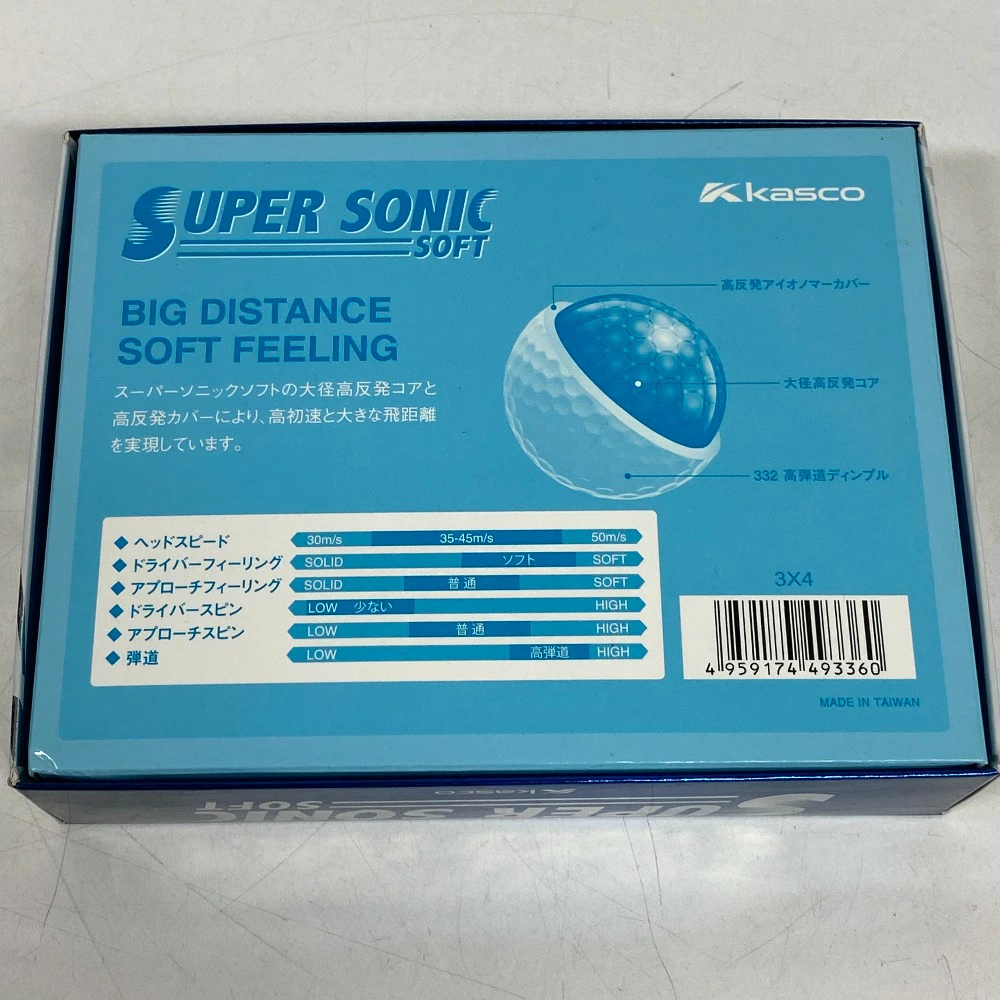 SUPER SONIC
SOFT
kasco
BIG DISTANCE
SOFT FEELING
スーパーソニックソフトの大径高反発コアと
高反発カバーにより、高初速と大きな飛距離
を実現しています。
高反発アイオノマーカバー
大径高反発コア
332 高弾道ディンプル
◆ ヘッドスピード 30m/s 35-45m/s 50m/s
◆ ドライバーフィーリング SOLID ソフト SOFT
◆ アプローチフィーリング SOLID 普通 SOFT
◆ ドライバースピン LOW 少ない HIGH
◆ アプローチスピン LOW 普通 HIGH
◆ 弾道 LOW 高弾道 HIGH
3X4
4 959174 493360
MADE IN TAIWAN
kasco
SUPER SONIC
SOFT